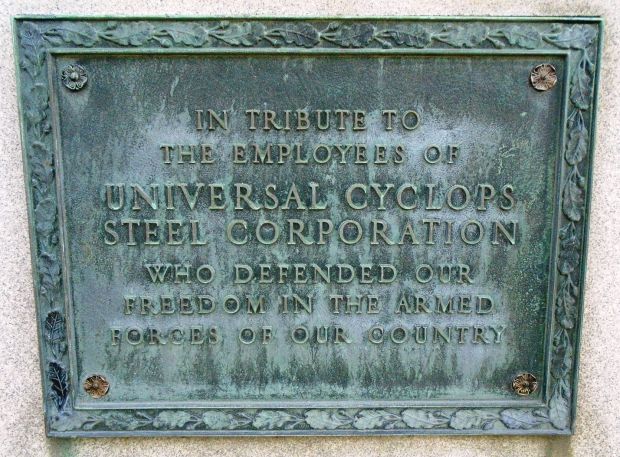 IN TRIBUTE TO
THE EMPLOYEES OF
UNIVERSAL CYCLOPS
STEEL CORPORATION
WHO DEFENDED OUR
FREEDOM IN THE ARMED
FORCES OF OUR COUNTRY